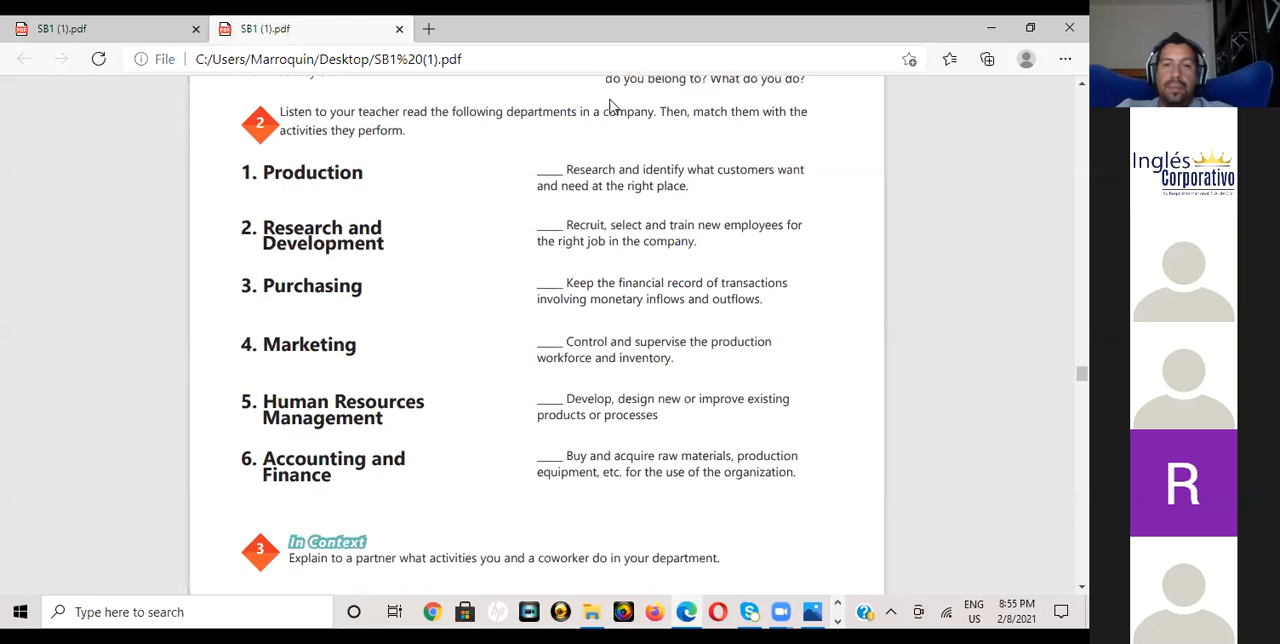 SB1 (1).pdf
SB1 (1).pdf
File
C:/Users/Marroquin/Desktop/SB1%20(1).pdf
do you belong to? What do you do?
2 Listen to your teacher read the following departments in a company. Then, match them with the
activities they perform.
1. Production
____ Research and identify what customers want
and need at the right place.
2. Research and
Development
____ Recruit, select and train new employees for
the right job in the company.
3. Purchasing
____ Keep the financial record of transactions
involving monetary inflows and outflows.
4. Marketing
____ Control and supervise the production
workforce and inventory.
5. Human Resources
Management
____ Develop, design new or improve existing
products or processes
6. Accounting and
Finance
____ Buy and acquire raw materials, production
equipment, etc. for the use of the organization.
3 In Context
Explain to a partner what activities you and a coworker do in your department.
Inglés
Corporativo
R
Type here to search
ENG
US
8:55 PM
2/8/2021